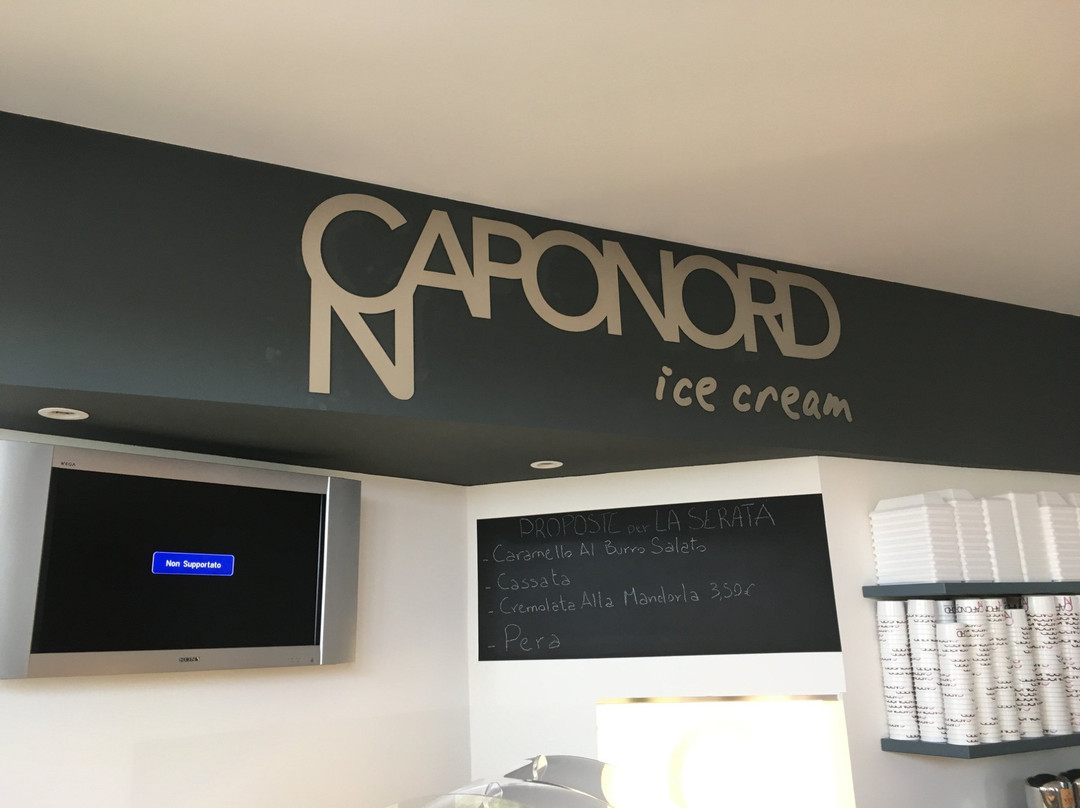 CAPONORD
N
ice cream
Non Supportato
PROPOSTE per LA SERATA
- Caramello Al Burro Salato
- Cassata
- Cremolata Alla Mandorla 3,50€
- Pera